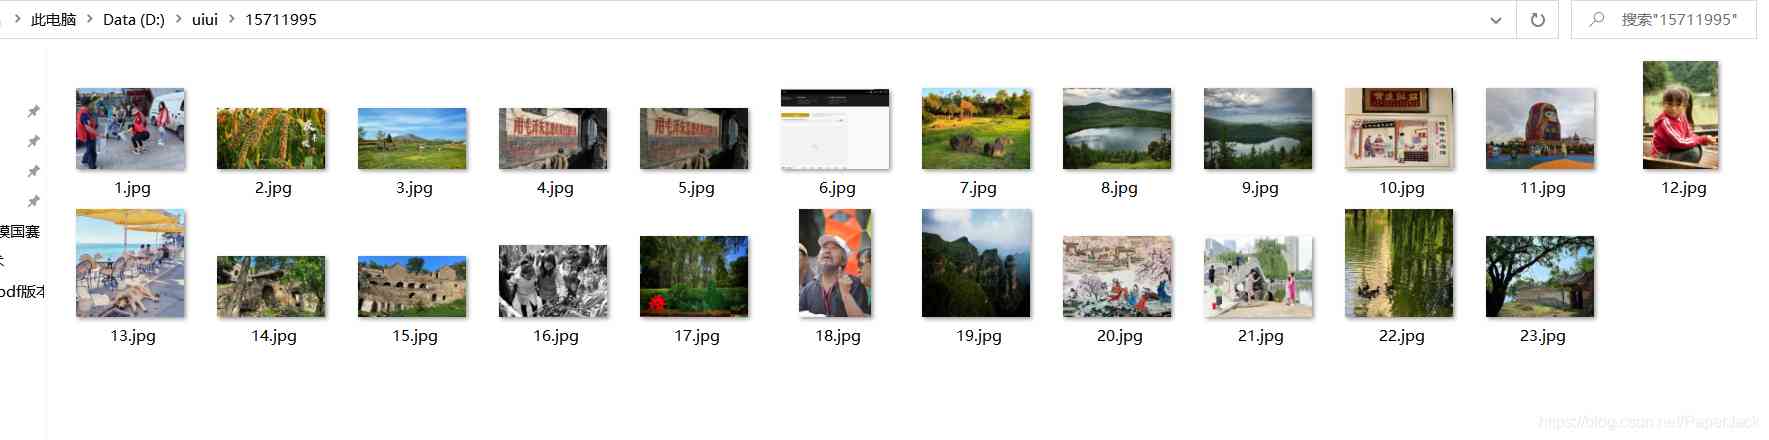 此电脑 > Data (D:) > uiui > 15711995
搜索"15711995"
1.jpg 2.jpg 3.jpg 4.jpg 5.jpg 6.jpg 7.jpg 8.jpg 9.jpg 10.jpg 11.jpg 12.jpg
模国赛
pdf版本
13.jpg 14.jpg 15.jpg 16.jpg 17.jpg 18.jpg 19.jpg 20.jpg 21.jpg 22.jpg 23.jpg
https://blog.csdn.net/PaperJack